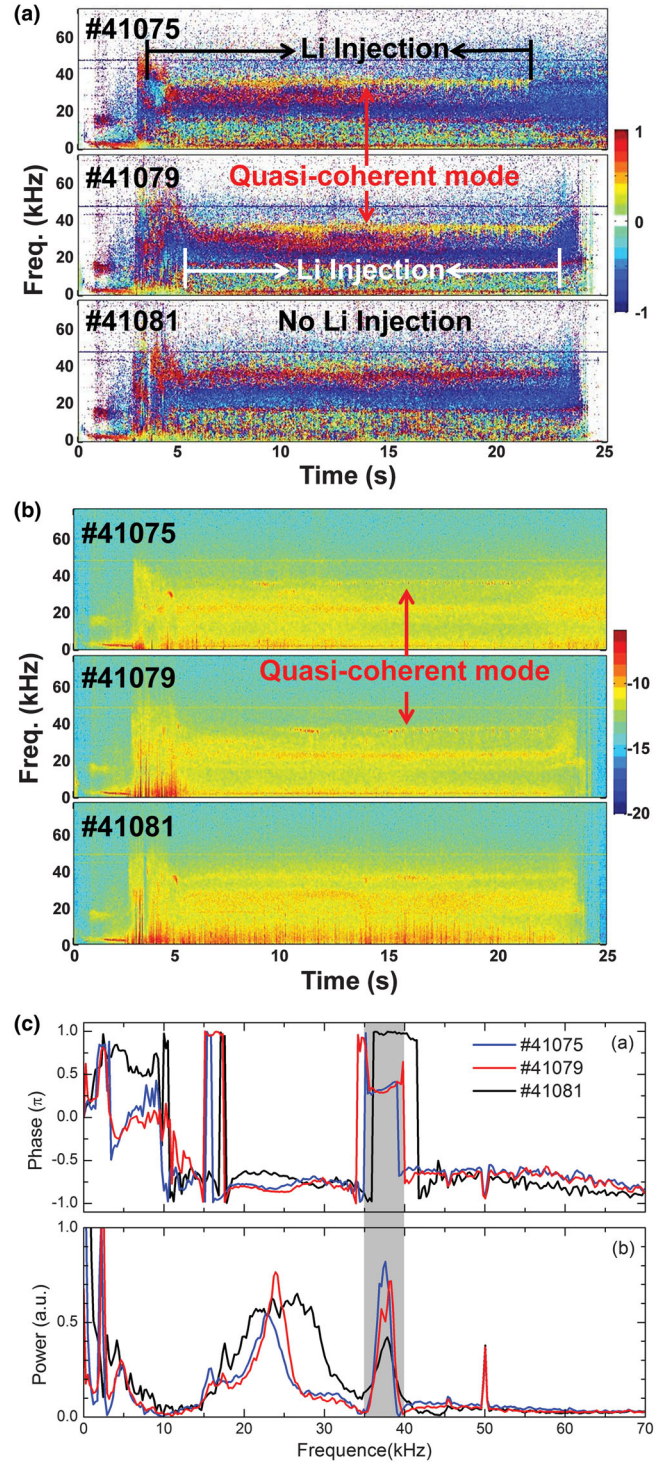 (a)
#41075
Li Injection
60
40
20
0
1
0
-1
#41079
Quasi-coherent mode
60
40
20
0
Li Injection
Freq. (kHz)
#41081
No Li Injection
60
40
20
0
0 5 10 15 20 25
Time (s)
(b)
#41075
60
40
20
0
#41079
Quasi-coherent mode
60
40
20
0
-10
-15
-20
Freq. (kHz)
#41081
60
40
20
0
0 5 10 15 20 25
Time (s)
(c)
(a)
#41075
#41079
#41081
1.0
0.5
0.0
-0.5
-1.0
Phase (π)
(b)
1.0
0.5
0.0
Power (a.u.)
0 10 20 30 40 50 60 70
Frequence(kHz)